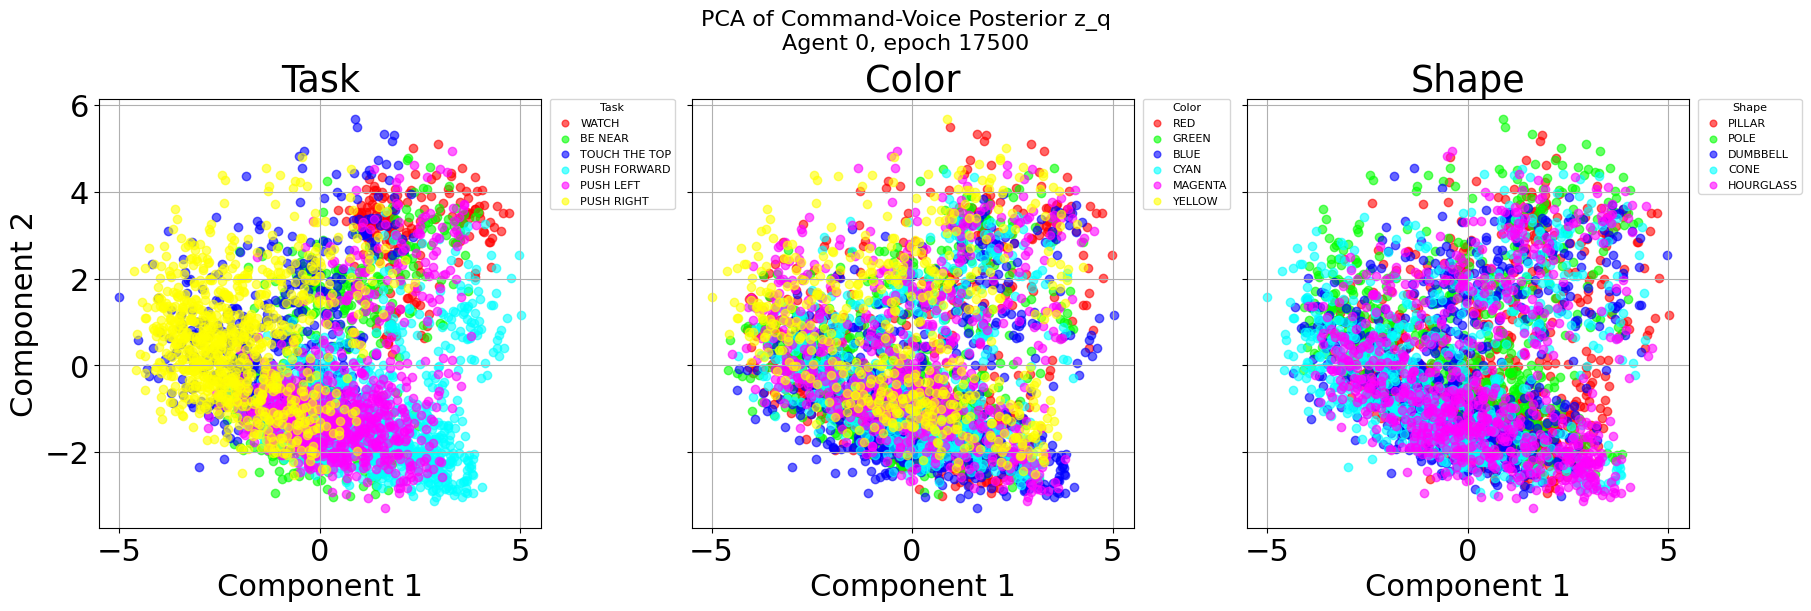 PCA of Command-Voice Posterior z_q
Agent 0, epoch 17500
Task
Color
Shape
Component 2
6
4
2
0
−2
−5
0
5
Component 1
Task
WATCH
BE NEAR
TOUCH THE TOP
PUSH FORWARD
PUSH LEFT
PUSH RIGHT
−5
0
5
Component 1
Color
RED
GREEN
BLUE
CYAN
MAGENTA
YELLOW
−5
0
5
Component 1
Shape
PILLAR
POLE
DUMBBELL
CONE
HOURGLASS